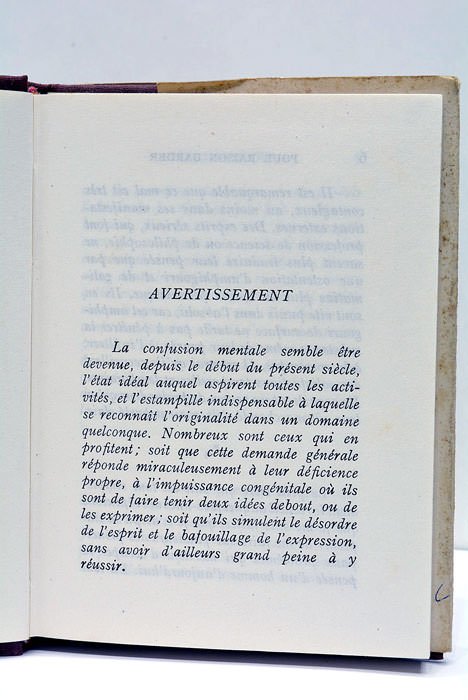 AVERTISSEMENT
La confusion mentale semble être
devenue, depuis le début du présent siècle,
l'état idéal auquel aspirent toutes les acti-
vités, et l'estampille indispensable à laquelle
se reconnaît l'originalité dans un domaine
quelconque. Nombreux sont ceux qui en
profitent ; soit que cette demande générale
réponde miraculeusement à leur déficience
propre, à l'impuissance congénitale où ils
sont de faire tenir deux idées debout, ou de
les exprimer ; soit qu'ils simulent le désordre
de l'esprit et le bafouillage de l'expression,
sans avoir d'ailleurs grand peine à y
réussir.